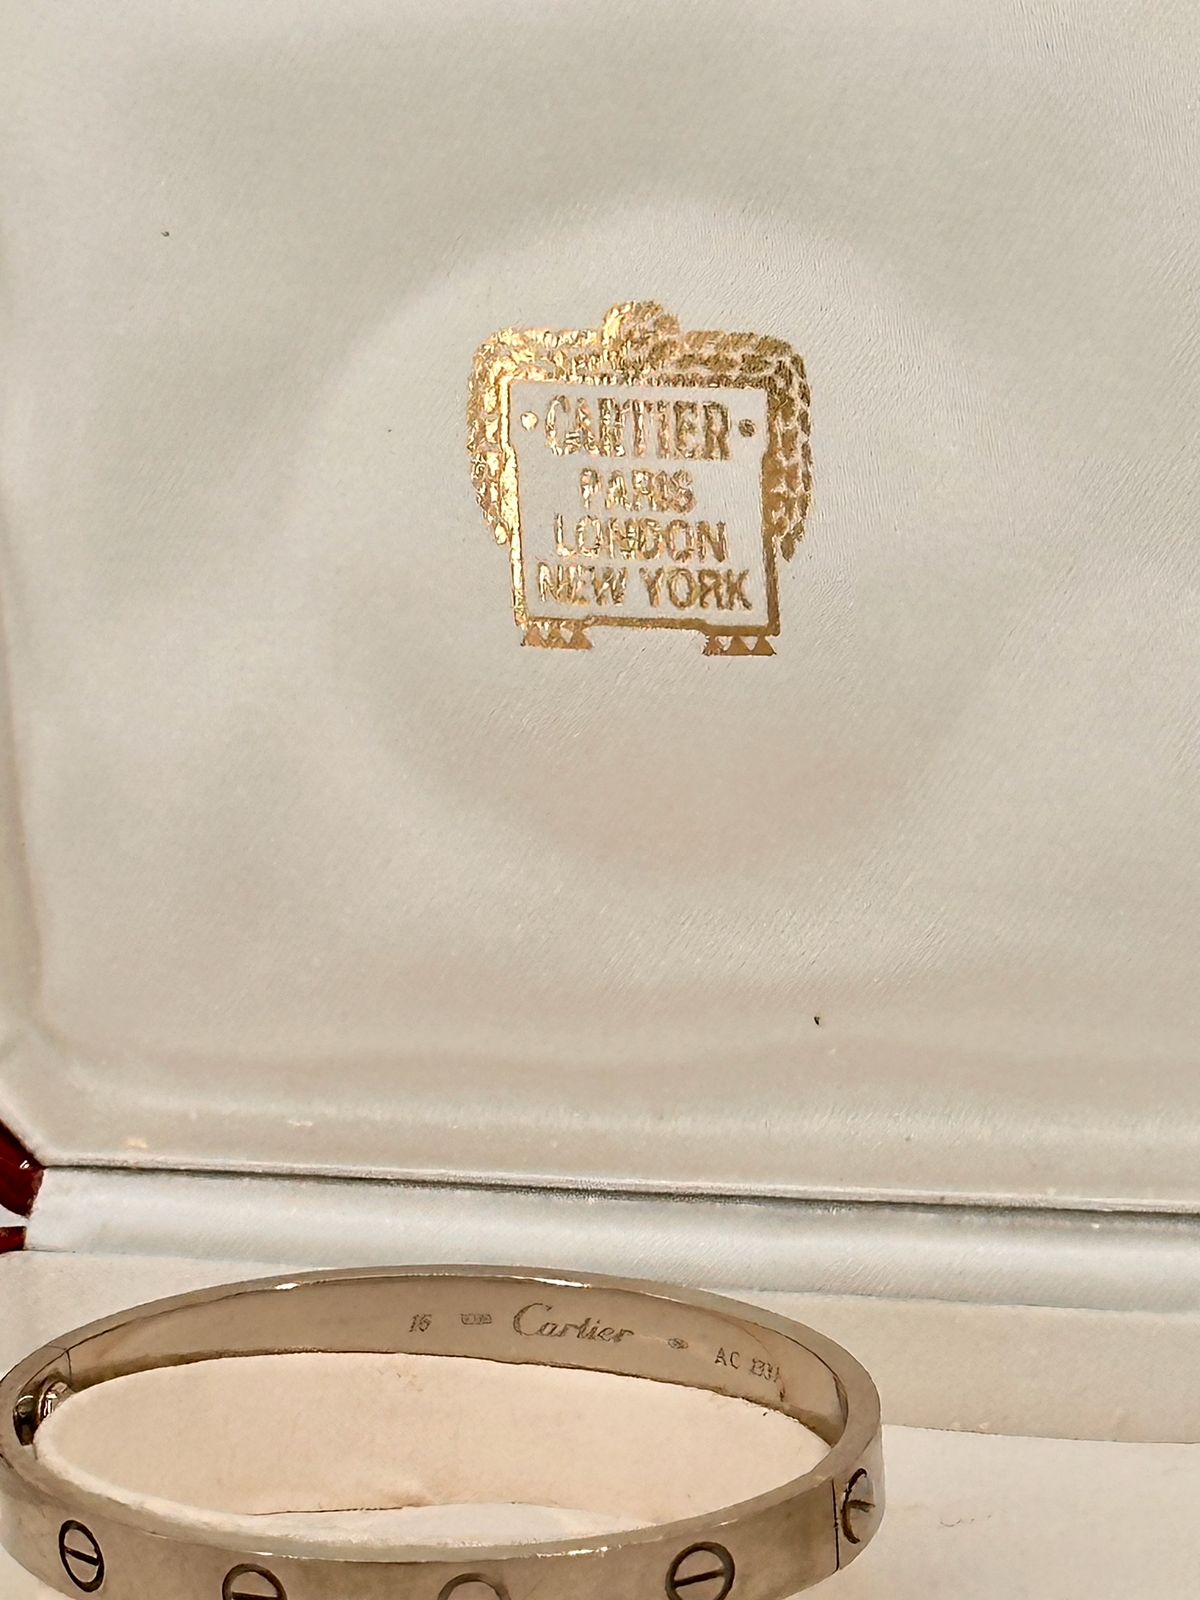 CARTIER
PARIS
LONDON
NEW YORK
16 Cartier AC